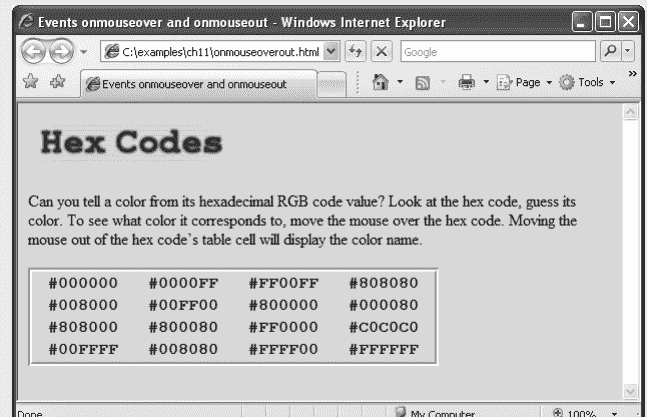 Events onmouseover and onmouseout - Windows Internet Explorer
C:\examples\ch11\onmouseoverout.html Google
Events onmouseover and onmouseout Page Tools »
Hex Codes
Can you tell a color from its hexadecimal RGB code value? Look at the hex code, guess its
color. To see what color it corresponds to, move the mouse over the hex code. Moving the
mouse out of the hex code's table cell will display the color name.
#000000 #0000FF #FF00FF #808080
#008000 #00FF00 #800000 #000080
#808000 #800080 #FF0000 #C0C0C0
#00FFFF #008080 #FFFF00 #FFFFFF
Done My Computer 100%